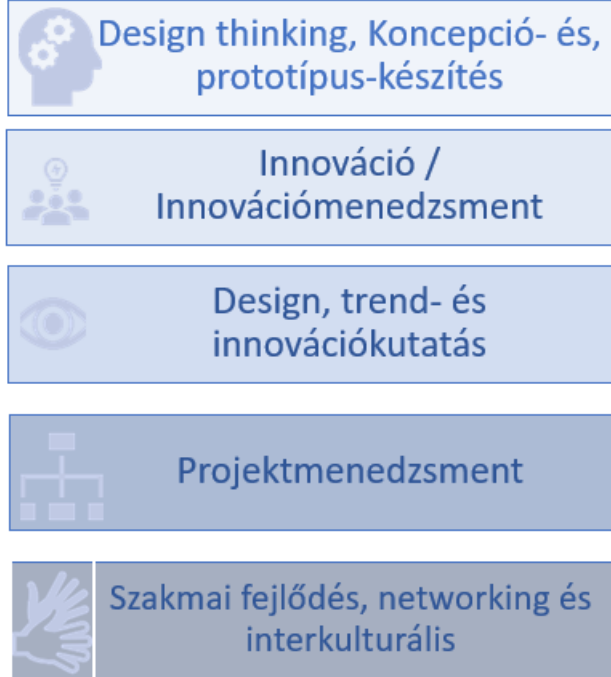 Design thinking, Koncepció- és,
prototípus-készítés
Innováció /
Innovációmenedzsment
Design, trend- és
innovációkutatás
Projektmenedzsment
Szakmai fejlődés, networking és
interkulturális